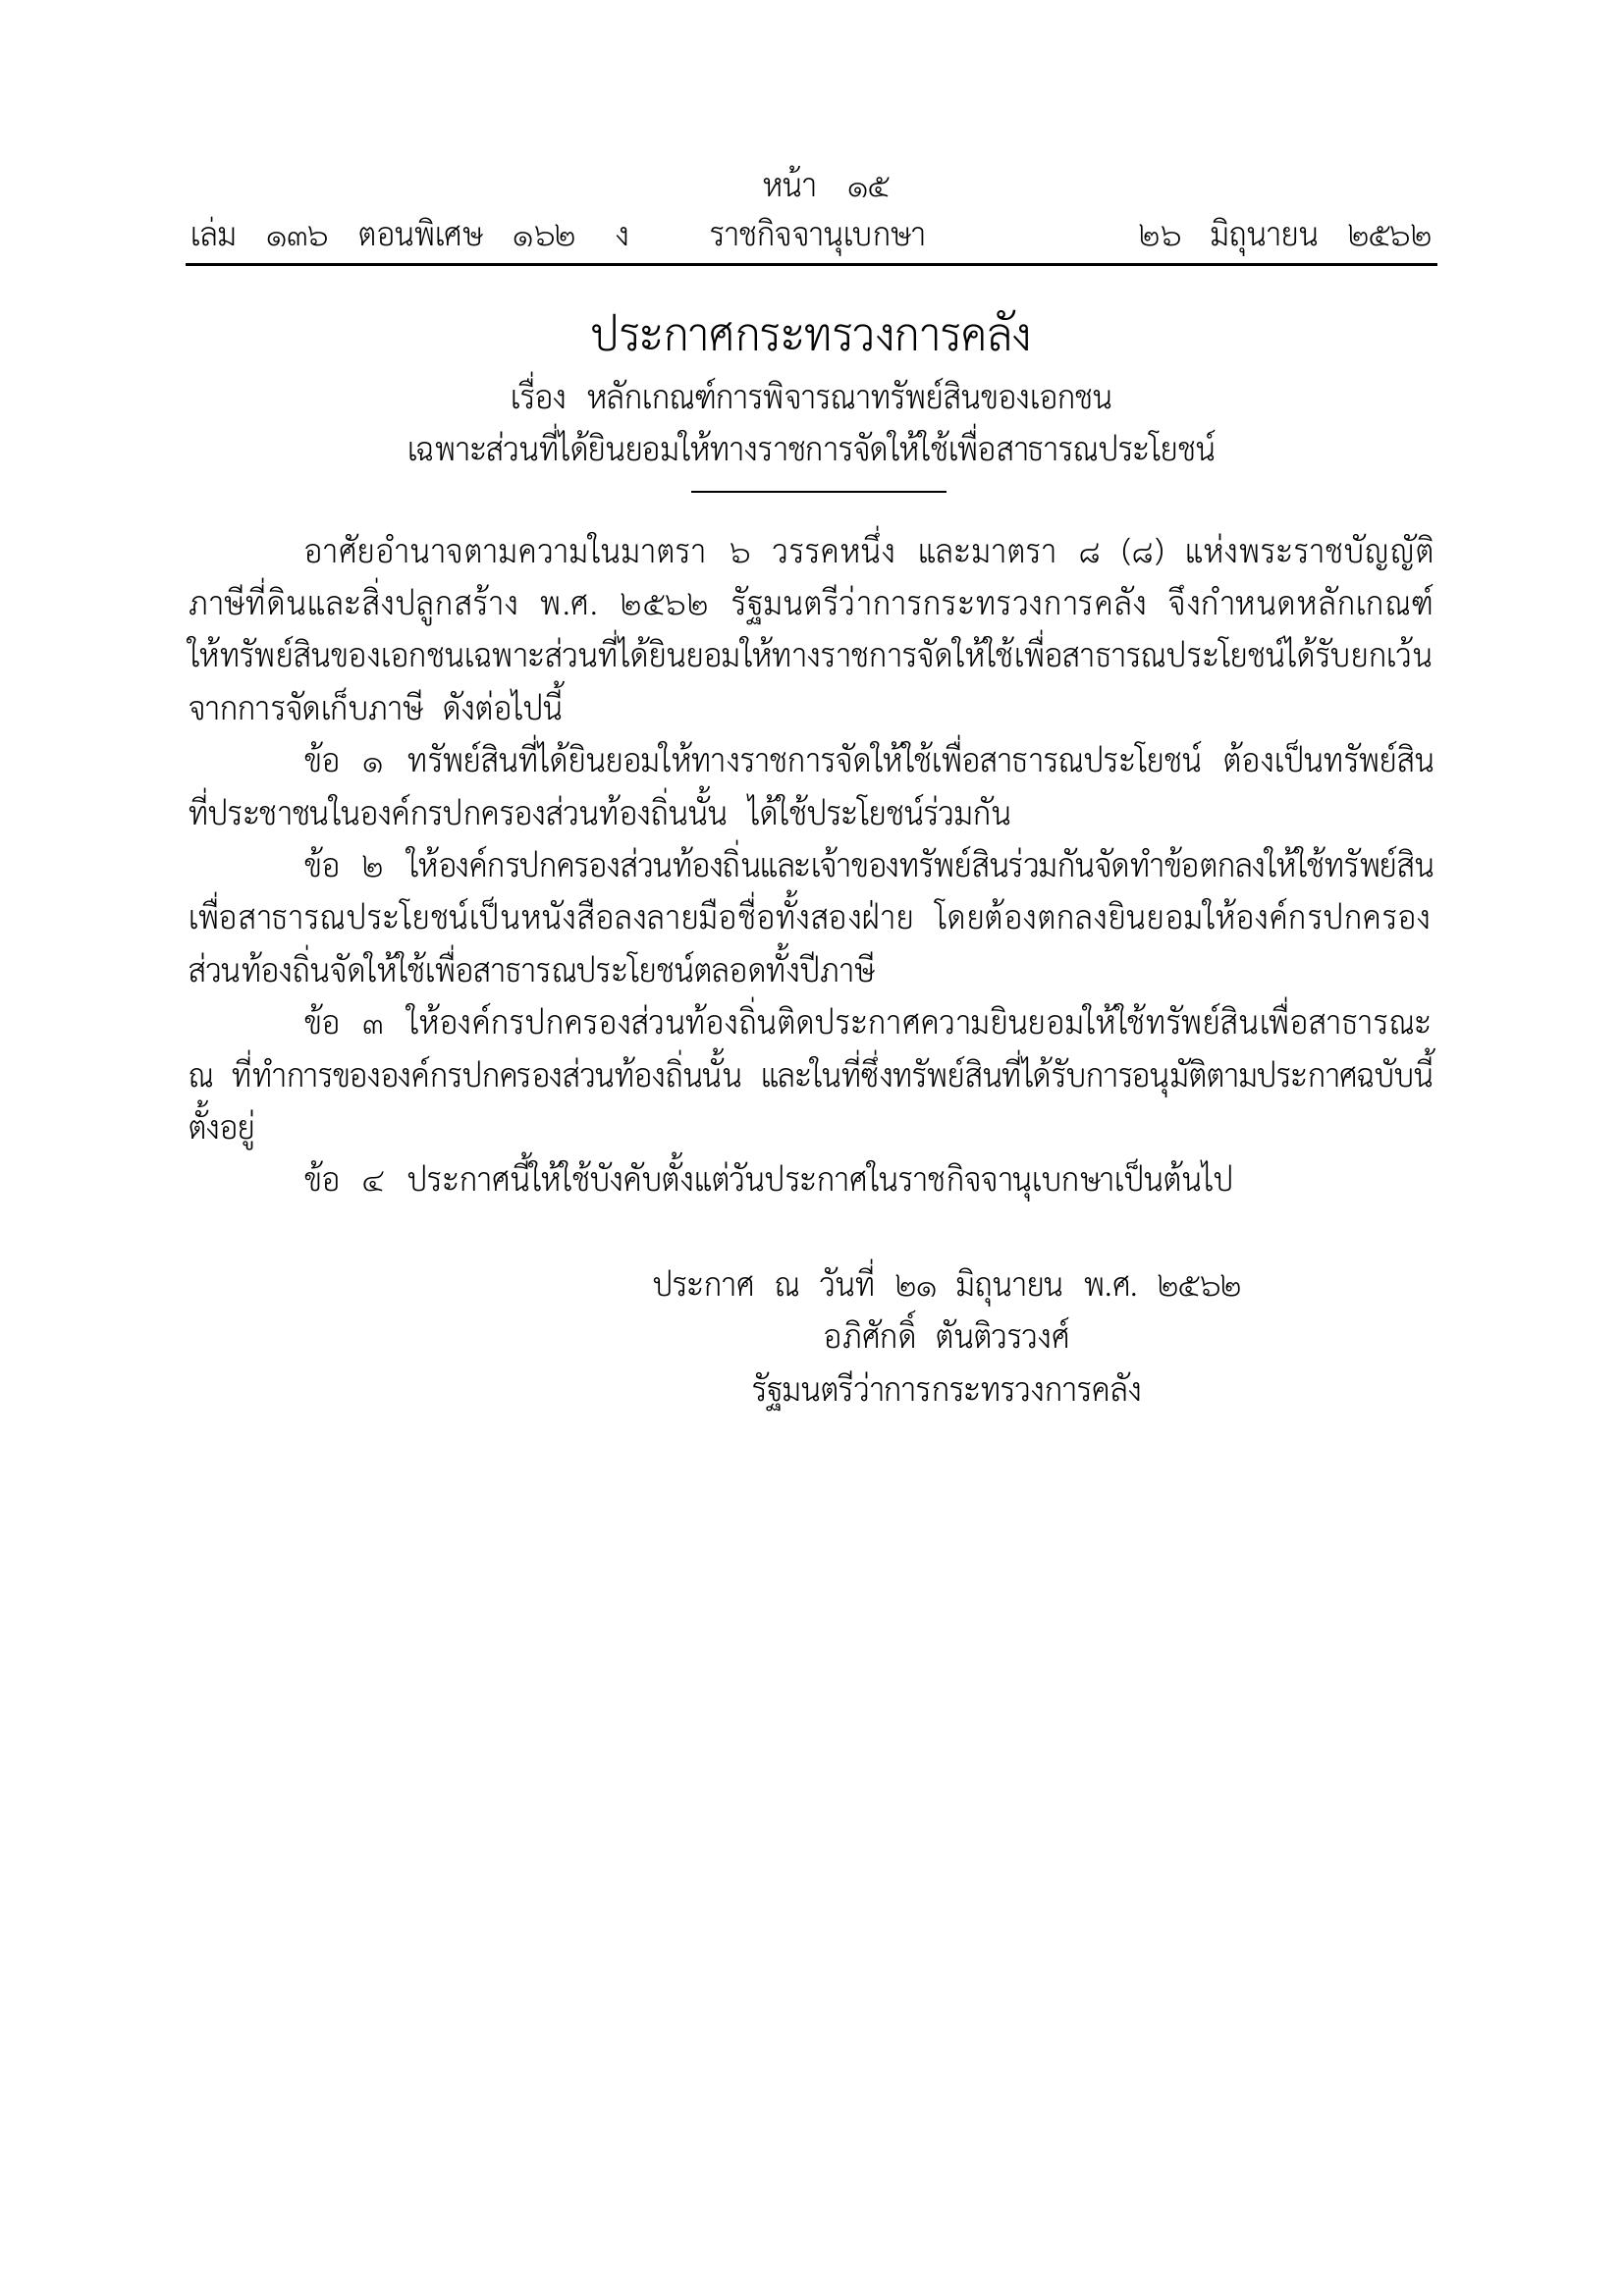 หน้า ๑๕
เล่ม ๑๓๖ ตอนพิเศษ ๑๖๒ ง ราชกิจจานุเบกษา ๒๖ มิถุนายน ๒๕๖๒
ประกาศกระทรวงการคลัง
เรื่อง หลักเกณฑ์การพิจารณาทรัพย์สินของเอกชน
เฉพาะส่วนที่ได้ยินยอมให้ทางราชการจัดให้ใช้เพื่อสาธารณประโยชน์
อาศัยอำนาจตามความในมาตรา ๖ วรรคหนึ่ง และมาตรา ๘ (๘) แห่งพระราชบัญญัติ
ภาษีที่ดินและสิ่งปลูกสร้าง พ.ศ. ๒๕๖๒ รัฐมนตรีว่าการกระทรวงการคลัง จึงกำหนดหลักเกณฑ์
ให้ทรัพย์สินของเอกชนเฉพาะส่วนที่ได้ยินยอมให้ทางราชการจัดให้ใช้เพื่อสาธารณประโยชน์ได้รับยกเว้น
จากการจัดเก็บภาษี ดังต่อไปนี้
ข้อ ๑ ทรัพย์สินที่ได้ยินยอมให้ทางราชการจัดให้ใช้เพื่อสาธารณประโยชน์ ต้องเป็นทรัพย์สิน
ที่ประชาชนในองค์กรปกครองส่วนท้องถิ่นนั้น ได้ใช้ประโยชน์ร่วมกัน
ข้อ ๒ ให้องค์กรปกครองส่วนท้องถิ่นและเจ้าของทรัพย์สินร่วมกันจัดทำข้อตกลงให้ใช้ทรัพย์สิน
เพื่อสาธารณประโยชน์เป็นหนังสือลงลายมือชื่อทั้งสองฝ่าย โดยต้องตกลงยินยอมให้องค์กรปกครอง
ส่วนท้องถิ่นจัดให้ใช้เพื่อสาธารณประโยชน์ตลอดทั้งปีภาษี
ข้อ ๓ ให้องค์กรปกครองส่วนท้องถิ่นติดประกาศความยินยอมให้ใช้ทรัพย์สินเพื่อสาธารณะ
ณ ที่ทำการขององค์กรปกครองส่วนท้องถิ่นนั้น และในที่ซึ่งทรัพย์สินที่ได้รับการอนุมัติตามประกาศฉบับนี้
ตั้งอยู่
ข้อ ๔ ประกาศนี้ให้ใช้บังคับตั้งแต่วันประกาศในราชกิจจานุเบกษาเป็นต้นไป
ประกาศ ณ วันที่ ๒๑ มิถุนายน พ.ศ. ๒๕๖๒
อภิศักดิ์ ตันติวรวงศ์
รัฐมนตรีว่าการกระทรวงการคลัง